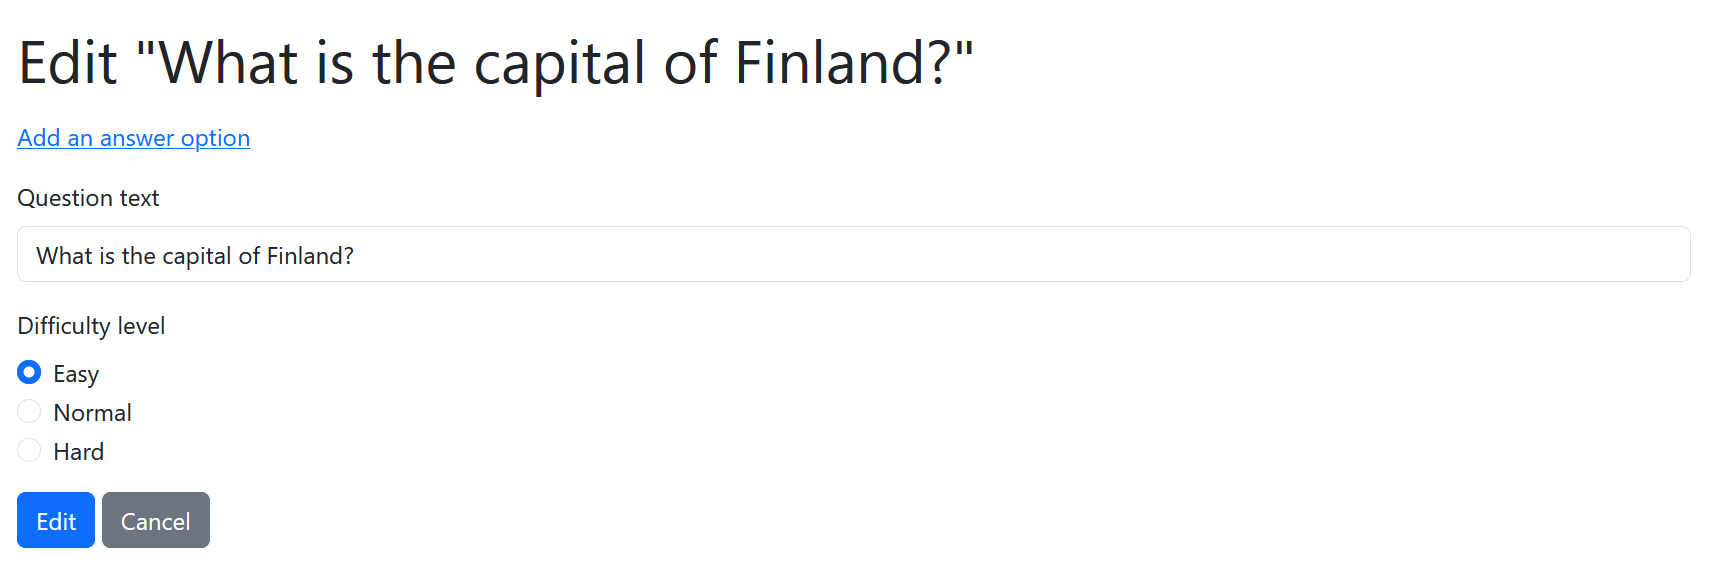 Edit "What is the capital of Finland?"
Add an answer option
Question text
What is the capital of Finland?
Difficulty level
Easy
Normal
Hard
Edit Cancel